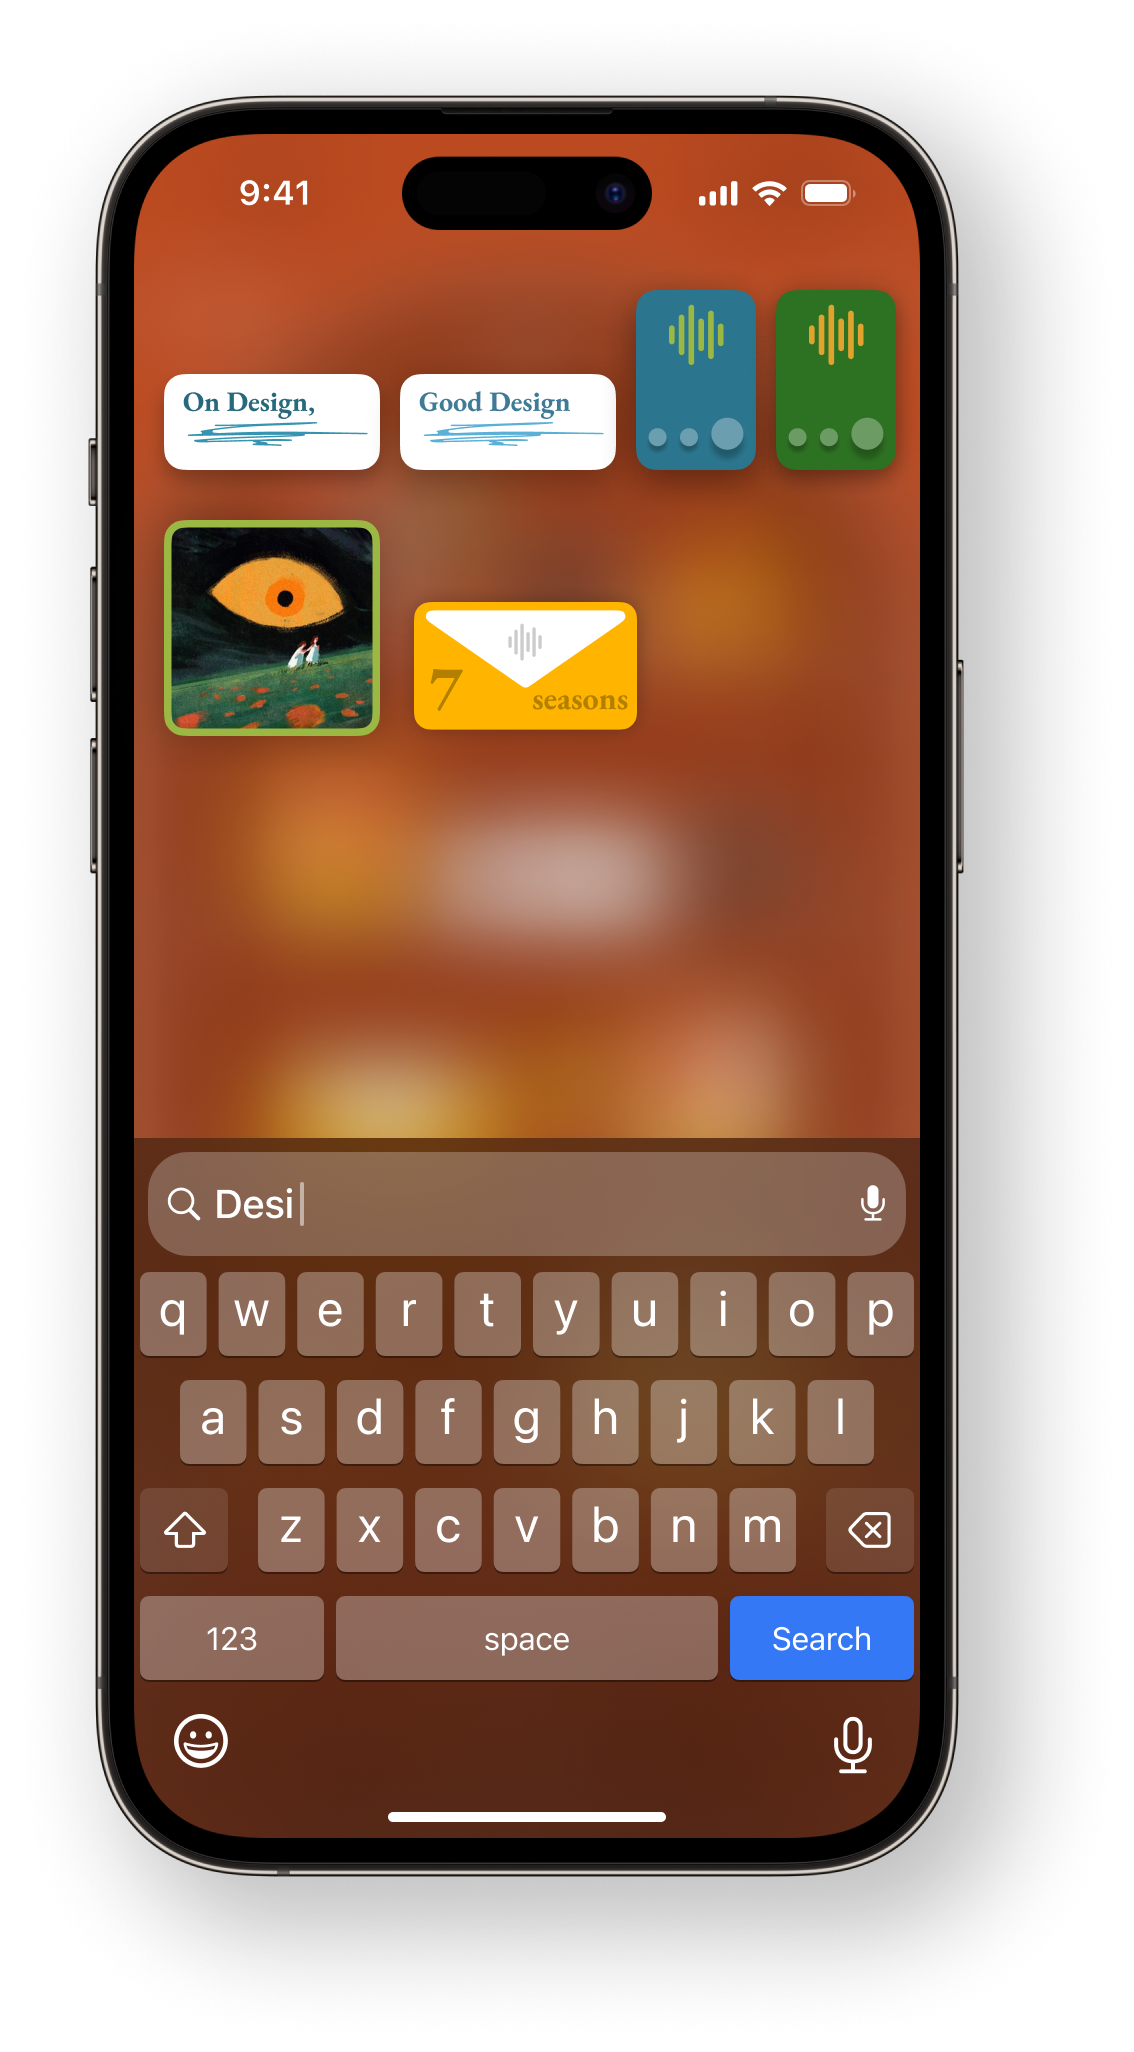 9:41
On Design,
Good Design
7
seasons
Desi
q w e r t y u i o p
a s d f g h j k l
z x c v b n m
123 space Search